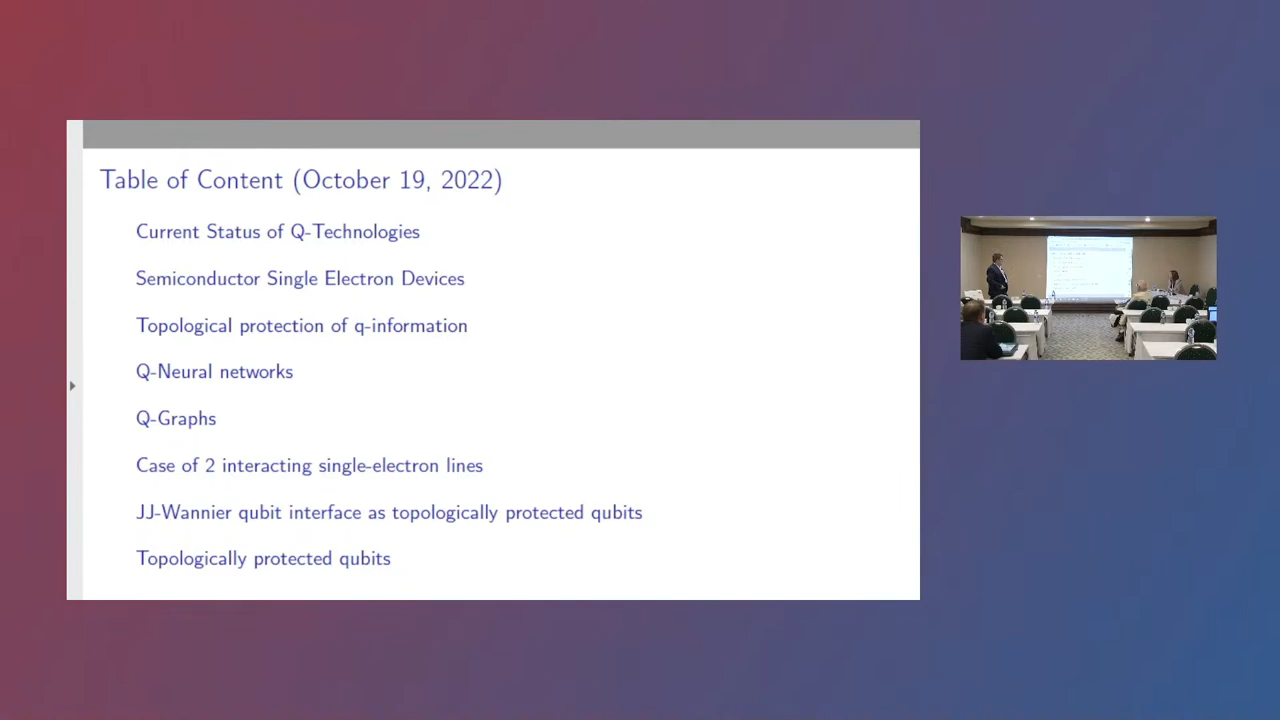 Table of Content (October 19, 2022)
Current Status of Q-Technologies
Semiconductor Single Electron Devices
Topological protection of q-information
Q-Neural networks
Q-Graphs
Case of 2 interacting single-electron lines
JJ-Wannier qubit interface as topologically protected qubits
Topologically protected qubits